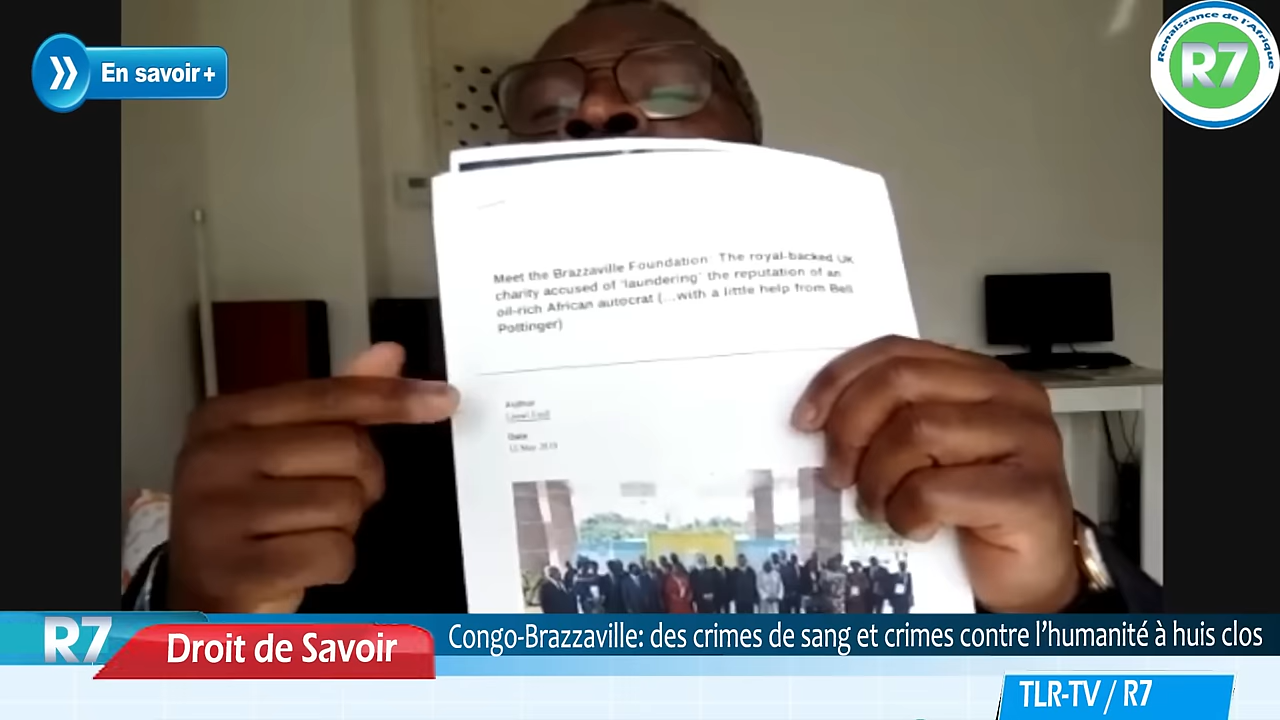 En savoir+
Renaissance de l'Afrique
R7
Meet the Brazzaville Foundation: The royal-backed UK
charity accused of 'laundering' the reputation of an
oil-rich African autocrat (...with a little help from Bell
Pottinger)
Author
Date
R7
Droit de Savoir
Congo-Brazzaville: des crimes de sang et crimes contre l'humanité à huis clos
TLR-TV / R7